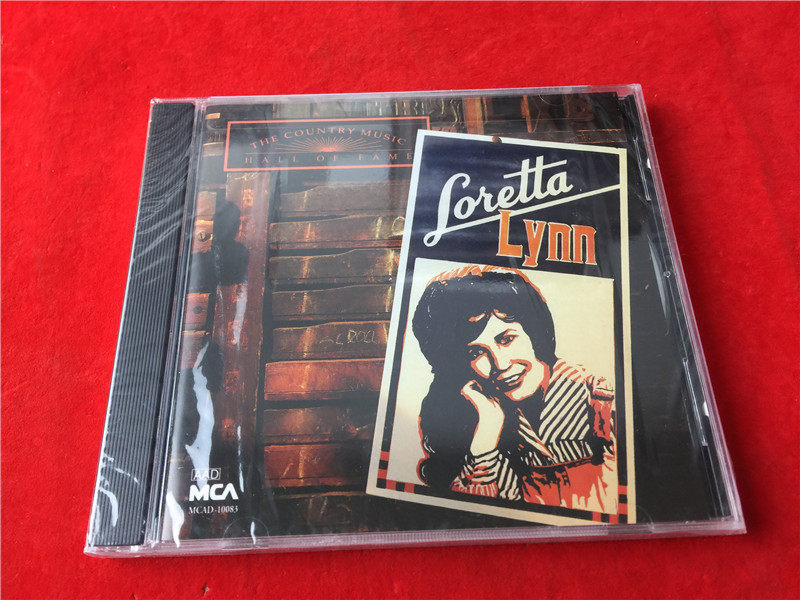 THE COUNTRY MUSIC
HALL OF FAME
Loretta
Lynn
AAD
MCA
MCAD-10083